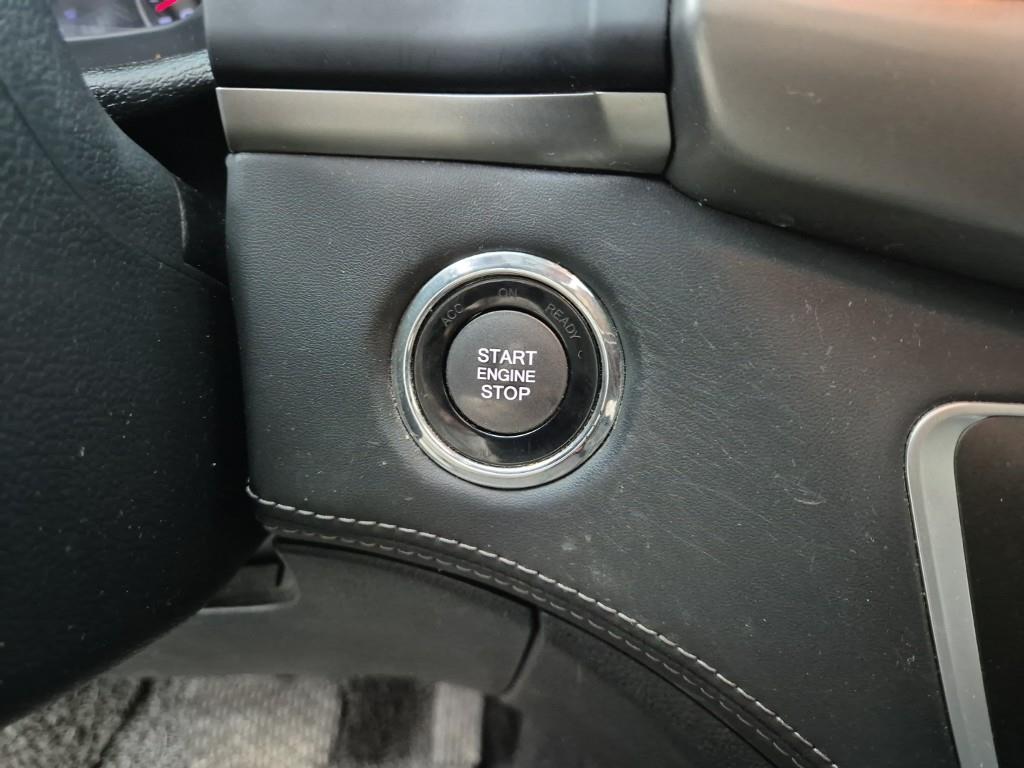 ACC ON READY
START
ENGINE
STOP